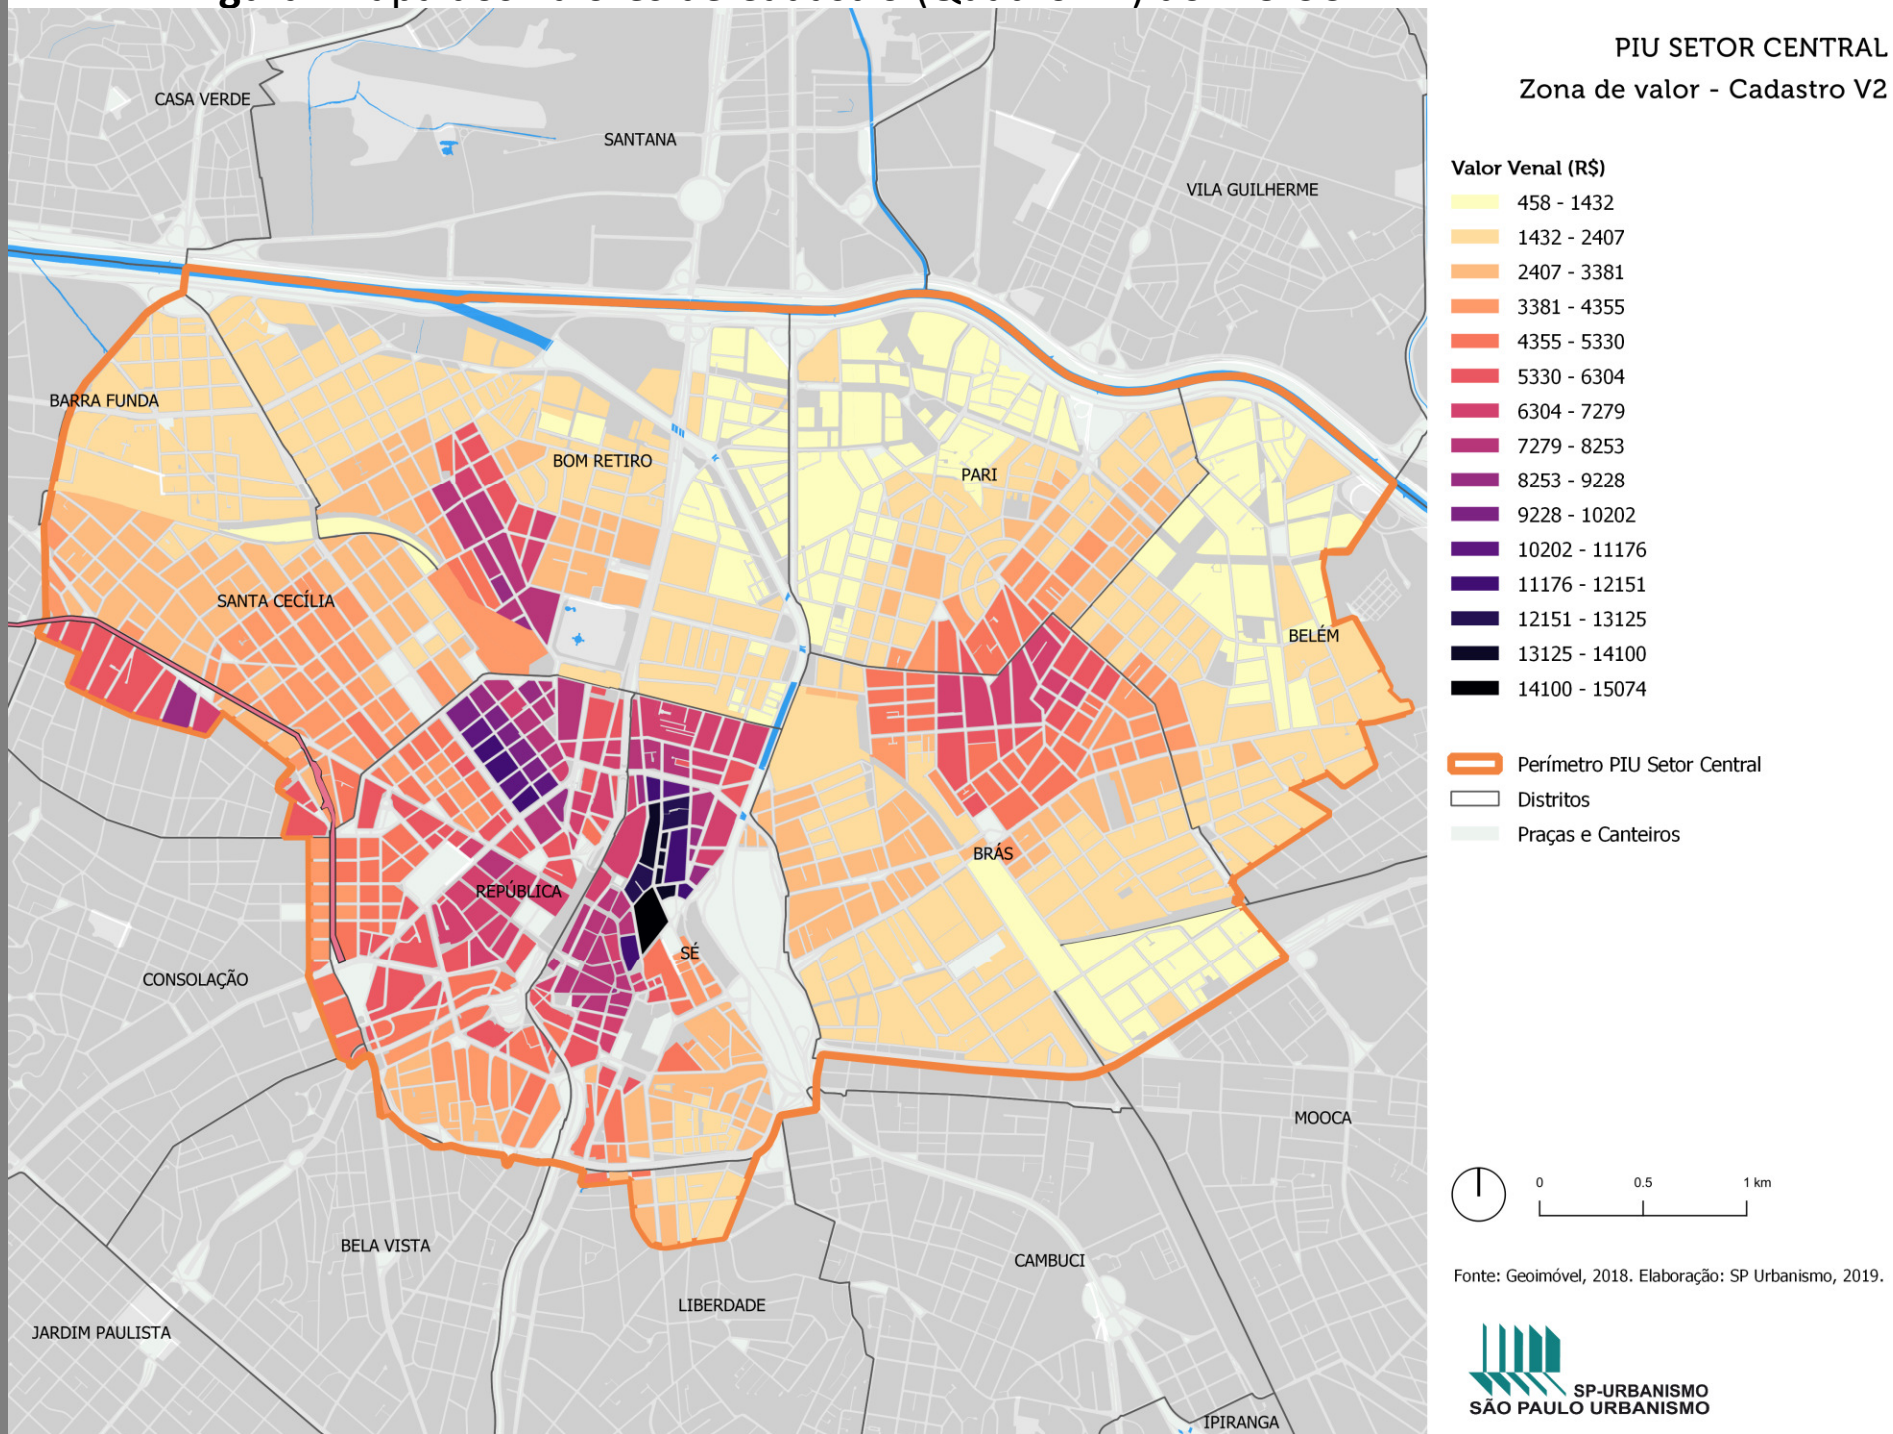 PIU SETOR CENTRAL
Zona de valor - Cadastro V2
Valor Venal (R$)
458 - 1432
1432 - 2407
2407 - 3381
3381 - 4355
4355 - 5330
5330 - 6304
6304 - 7279
7279 - 8253
8253 - 9228
9228 - 10202
10202 - 11176
11176 - 12151
12151 - 13125
13125 - 14100
14100 - 15074
Perímetro PIU Setor Central
Distritos
Praças e Canteiros
0 0.5 1 km
Fonte: Geoimóvel, 2018. Elaboração: SP Urbanismo, 2019.
SP-URBANISMO
SÃO PAULO URBANISMO
CASA VERDE
SANTANA
VILA GUILHERME
BARRA FUNDA
BOM RETIRO
PARI
SANTA CECÍLIA
BELÉM
BRÁS
REPÚBLICA
SÉ
CONSOLAÇÃO
MOOCA
BELA VISTA
CAMBUCI
LIBERDADE
JARDIM PAULISTA
IPIRANGA